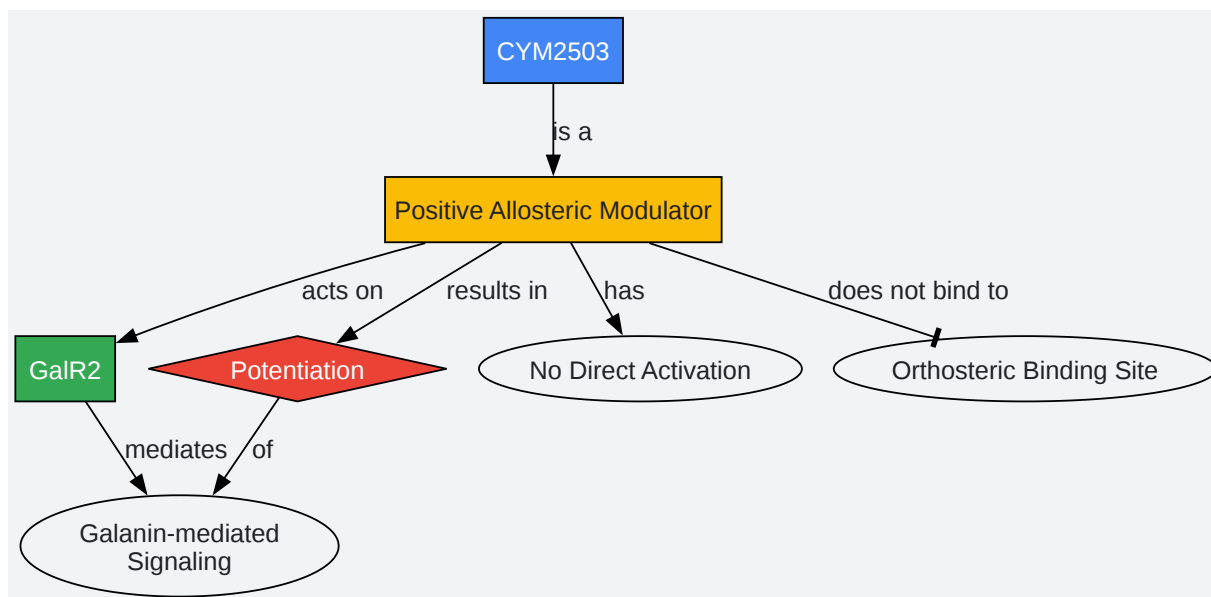 CYM2503
is a
Positive Allosteric Modulator
acts on
results in
has
does not bind to
GalR2
Potentiation
No Direct Activation
Orthosteric Binding Site
mediates
of
Galanin-mediated
Signaling